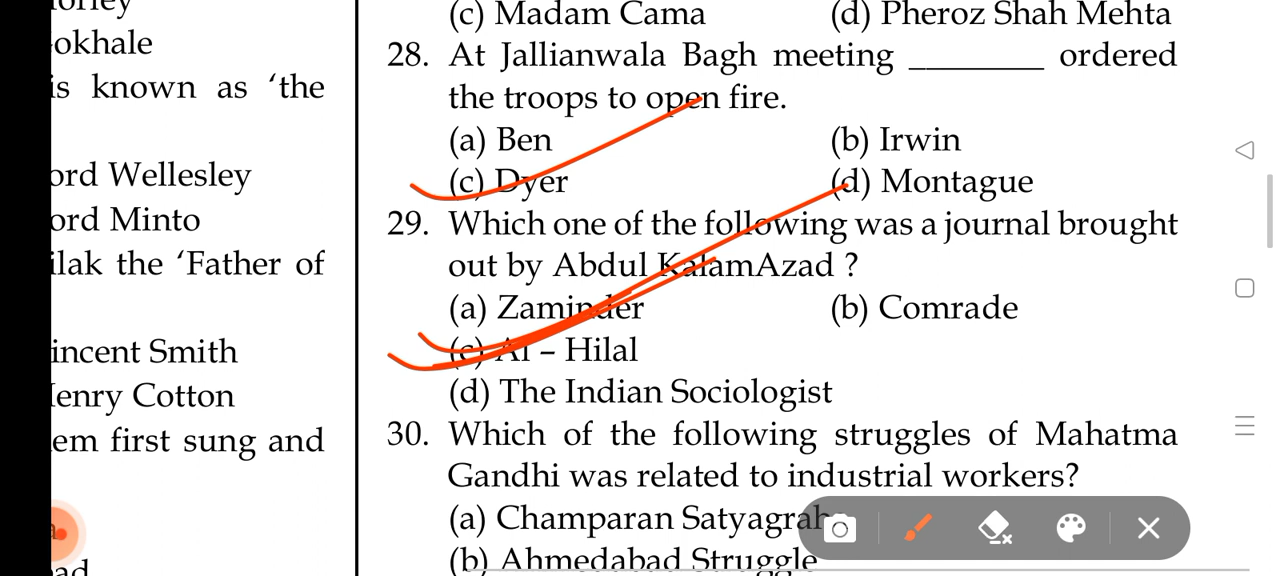 okhale
is known as ‘the
ord Wellesley
ord Minto
ilak the ‘Father of
incent Smith
enry Cotton
em first sung and
ad
(c) Madam Cama (d) Pheroz Shah Mehta
28. At Jallianwala Bagh meeting ________ ordered
the troops to open fire.
(a) Ben (b) Irwin
(c) Dyer (d) Montague
29. Which one of the following was a journal brought
out by Abdul KalamAzad ?
(a) Zaminder (b) Comrade
(c) Al – Hilal
(d) The Indian Sociologist
30. Which of the following struggles of Mahatma
Gandhi was related to industrial workers?
(a) Champaran Satyagraha
(b) Ahmedabad Struggle